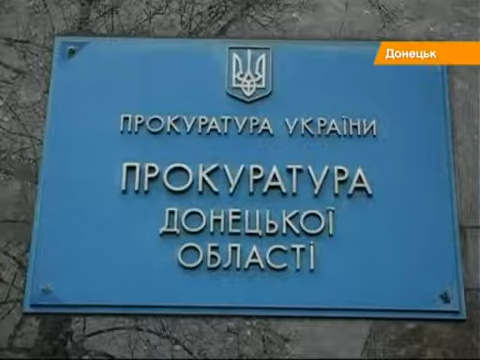 Донецьк
ПРОКУРАТУРА УКРАЇНИ
ПРОКУРАТУРА
ДОНЕЦЬКОЇ
ОБЛАСТІ